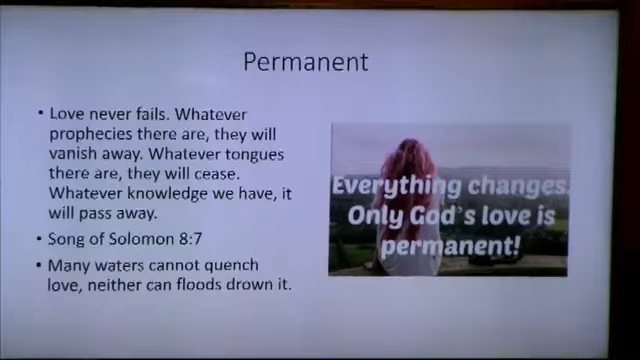 Permanent
• Love never fails. Whatever
prophecies there are, they will
vanish away. Whatever tongues
there are, they will cease.
Whatever knowledge we have, it
will pass away.
• Song of Solomon 8:7
• Many waters cannot quench
love, neither can floods drown it.
Everything changes.
Only God's love is
permanent!